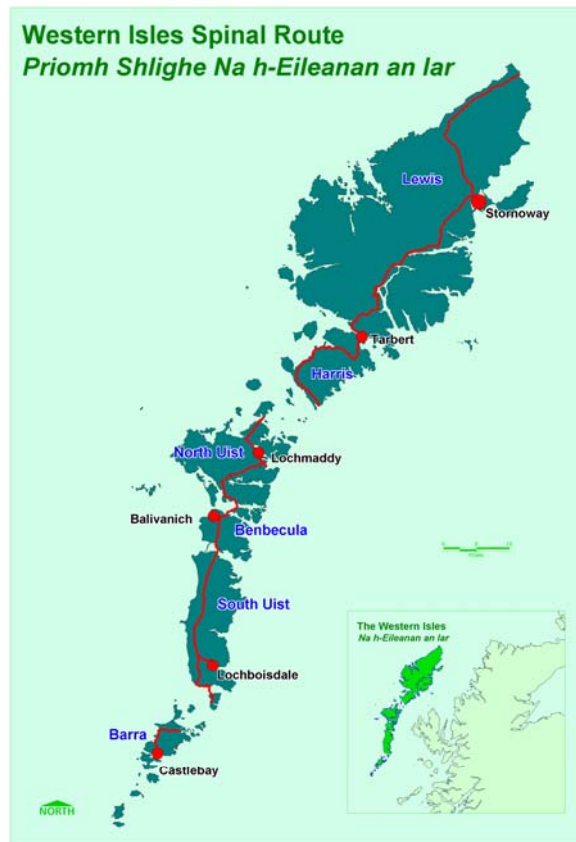 Western Isles Spinal Route
Priomh Shlighe Na h-Eileanan an Iar
Lewis
Stornoway
Tarbert
Harris
North Uist
Lochmaddy
Balivanich
Benbecula
South Uist
Lochboisdale
Barra
Castlebay
NORTH
The Western Isles
Na h-Eileanan an Iar